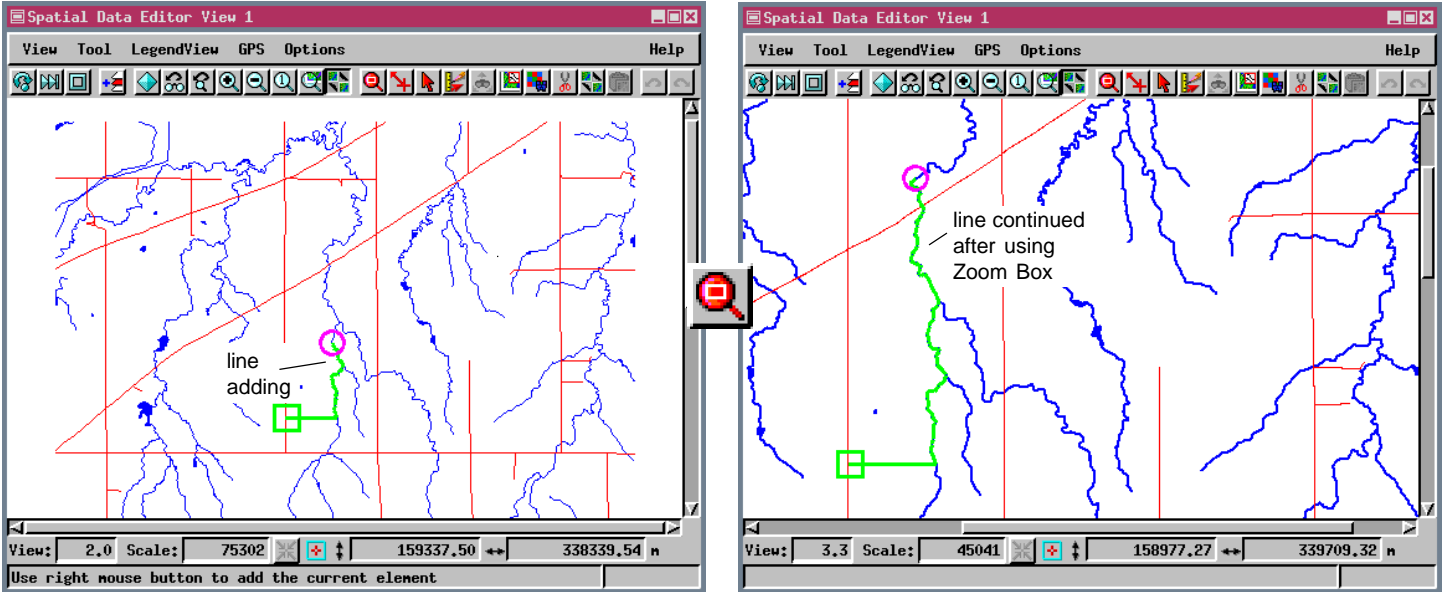 Spatial Data Editor View 1
View Tool LegendView GPS Options Help
1
line
adding
View: 2.0 Scale: 75302 159337.50 338339.54 m
Use right mouse button to add the current element
Spatial Data Editor View 1
View Tool LegendView GPS Options Help
1
line continued
after using
Zoom Box
View: 3.3 Scale: 45041 158977.27 339709.32 m